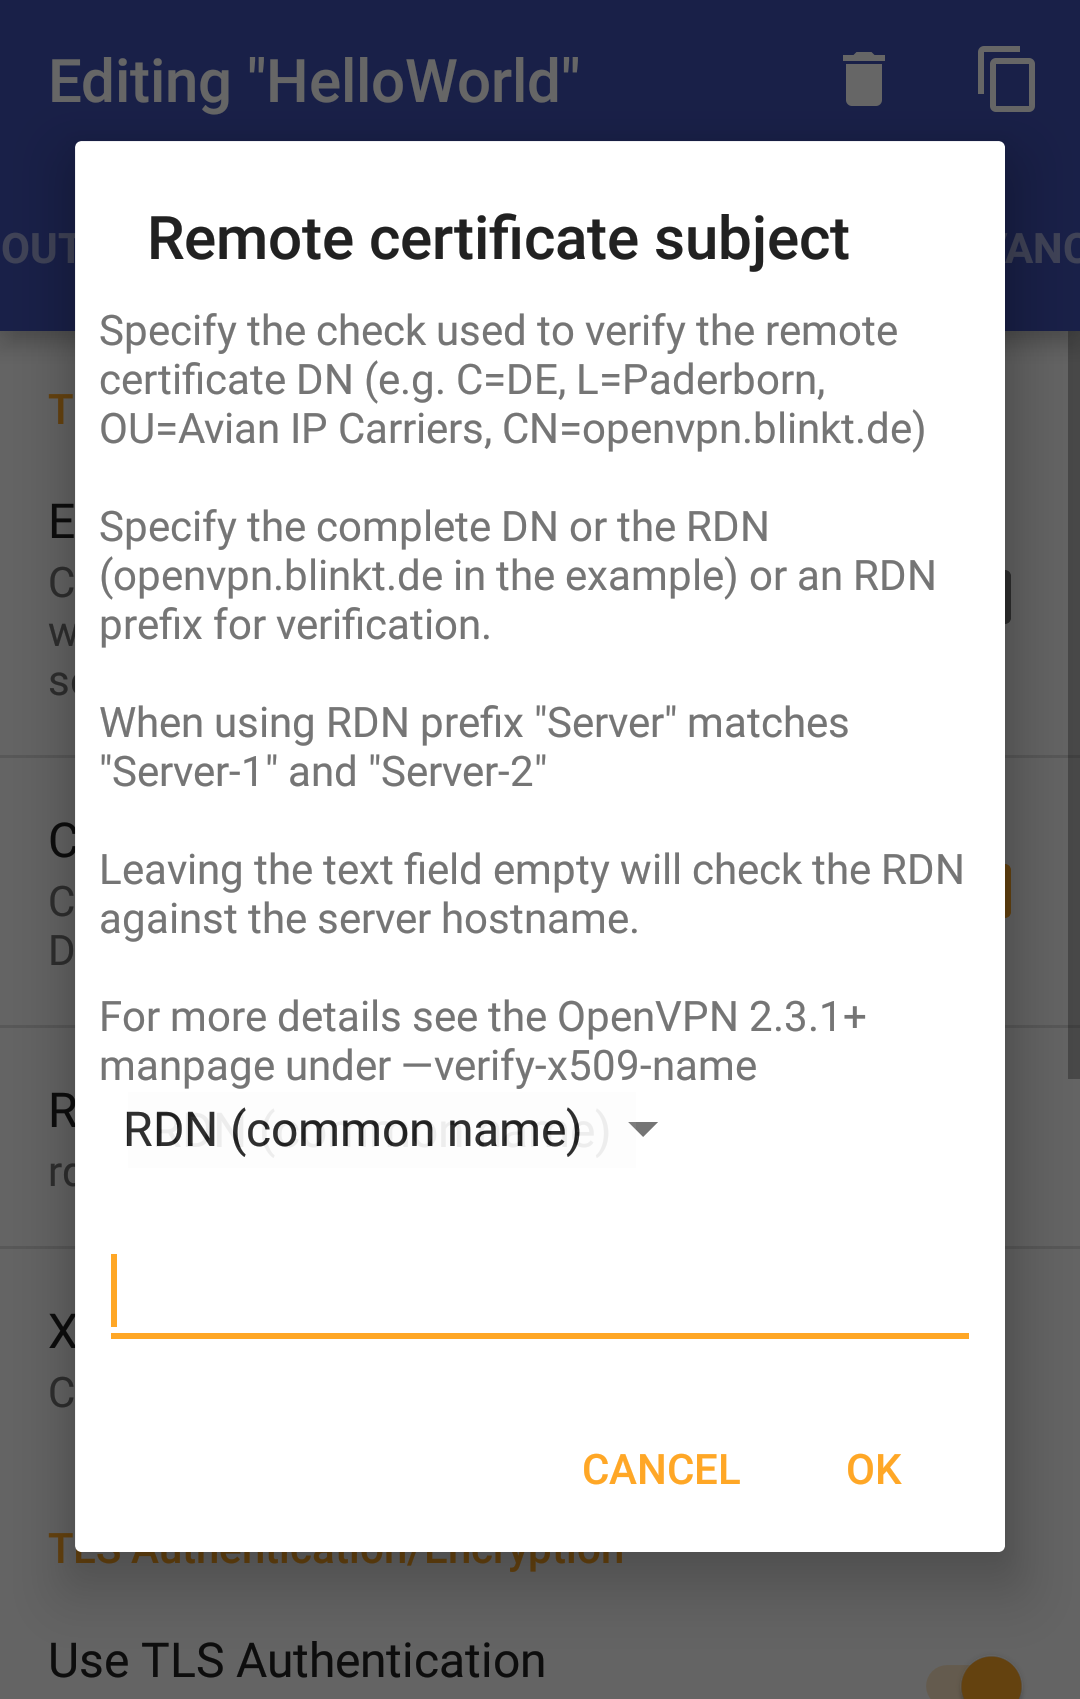 Editing "HelloWorld"
Remote certificate subject
Specify the check used to verify the remote
certificate DN (e.g. C=DE, L=Paderborn,
OU=Avian IP Carriers, CN=openvpn.blinkt.de)
Specify the complete DN or the RDN
(openvpn.blinkt.de in the example) or an RDN
prefix for verification.
When using RDN prefix "Server" matches
"Server-1" and "Server-2"
Leaving the text field empty will check the RDN
against the server hostname.
For more details see the OpenVPN 2.3.1+
manpage under —verify-x509-name
RDN (common name)
CANCEL OK
TLS Authentication/Encryption
Use TLS Authentication